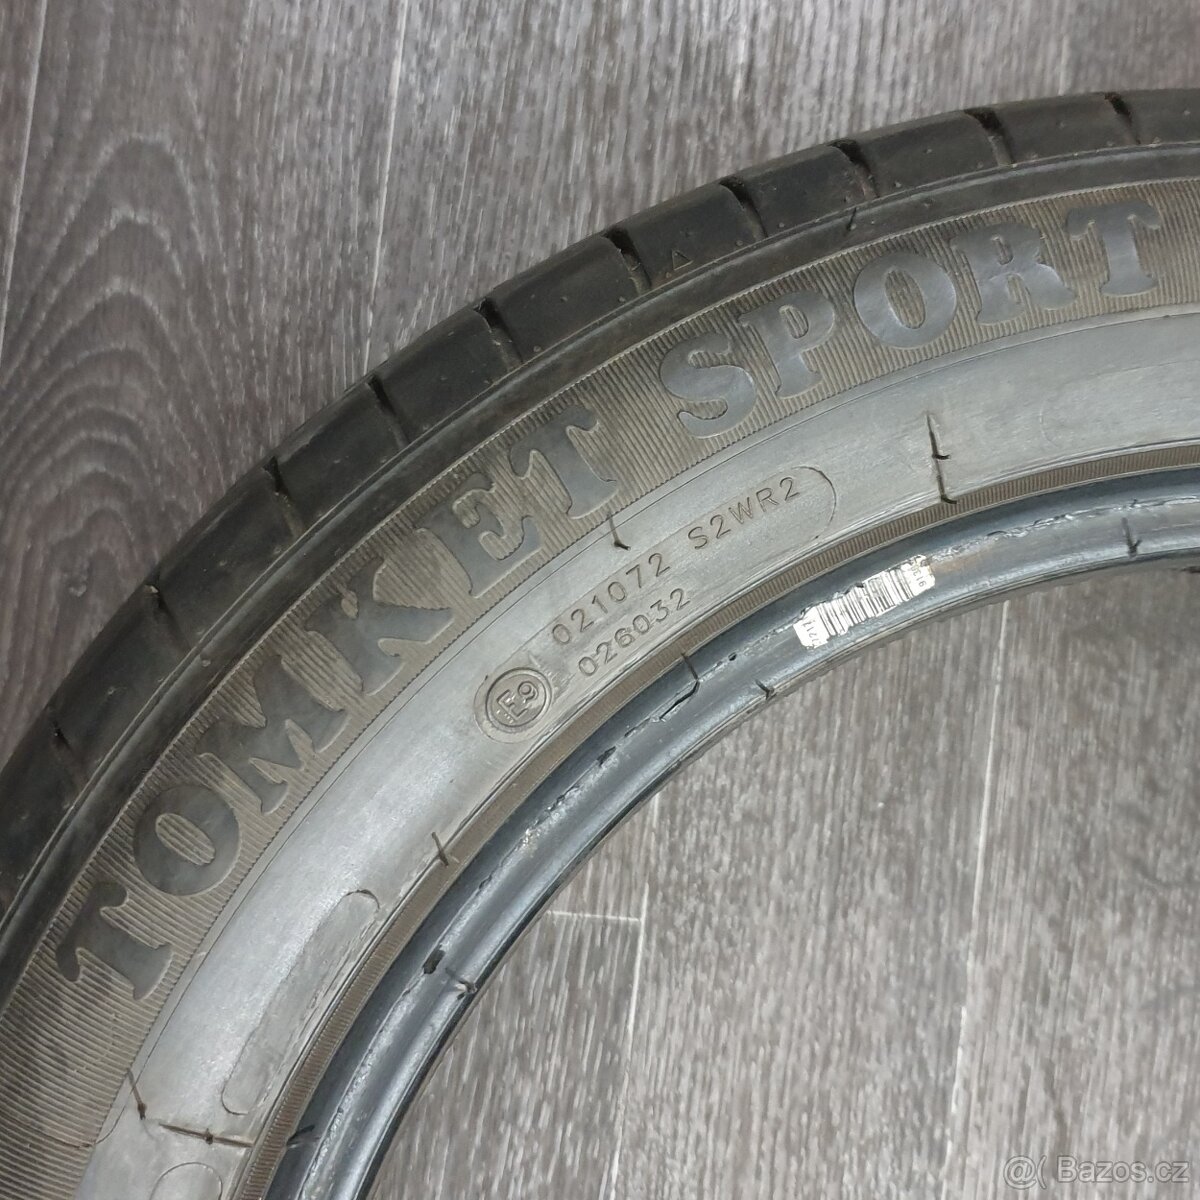 TOMKET SPORT
021072 S2WR2
026032
E9
@( Bazos.cz